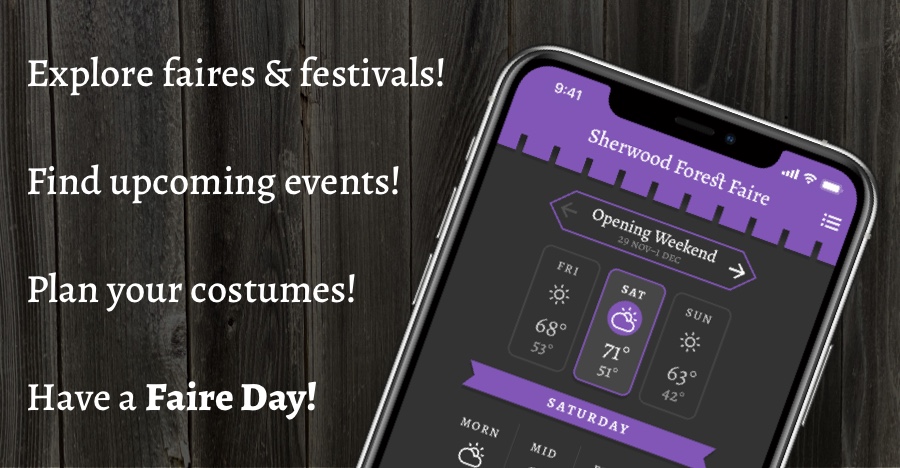 Explore faires & festivals!
Find upcoming events!
Plan your costumes!
Have a Faire Day!
9:41
Sherwood Forest Faire
Opening Weekend
29 NOV–1 DEC
FRI
68°
53°
SAT
71°
51°
SUN
63°
42°
SATURDAY
MORN
MID